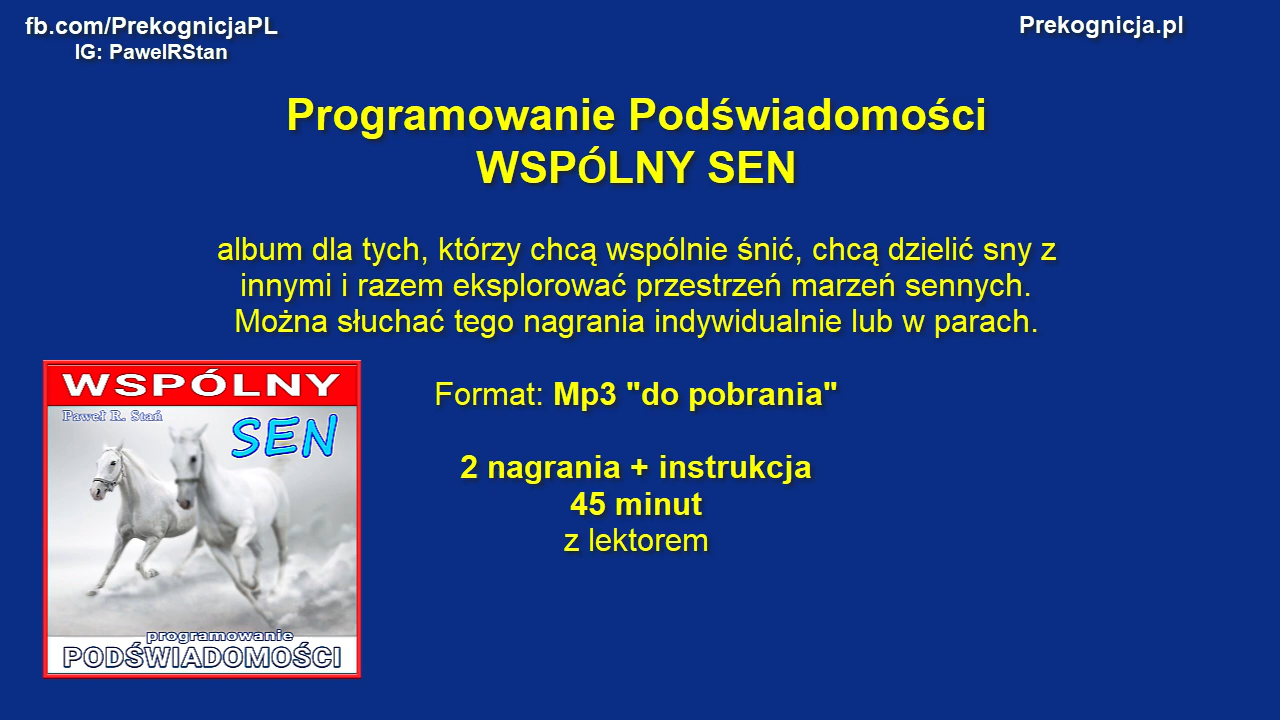 fb.com/PrekognicjaPL
IG: PawelRStan
Prekognicja.pl
Programowanie Podświadomości
WSPÓLNY SEN
album dla tych, którzy chcą wspólnie śnić, chcą dzielić sny z
innymi i razem eksplorować przestrzeń marzeń sennych.
Można słuchać tego nagrania indywidualnie lub w parach.
Format: Mp3 "do pobrania"
2 nagrania + instrukcja
45 minut
z lektorem
WSPÓLNY
Paweł R. Stań
SEN
programowanie
PODŚWIADOMOŚCI